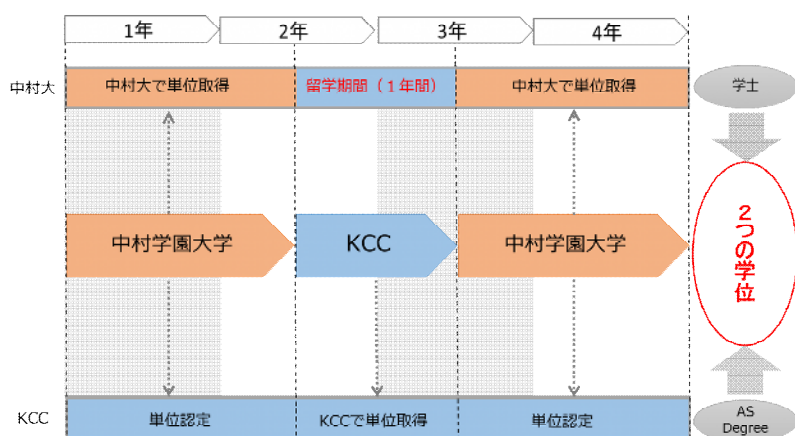 1年
2年
3年
4年
中村大
中村大で単位取得
留学期間（１年間）
中村大で単位取得
学士
中村学園大学
KCC
中村学園大学
２つの学位
KCC
単位認定
KCCで単位取得
単位認定
AS
Degree